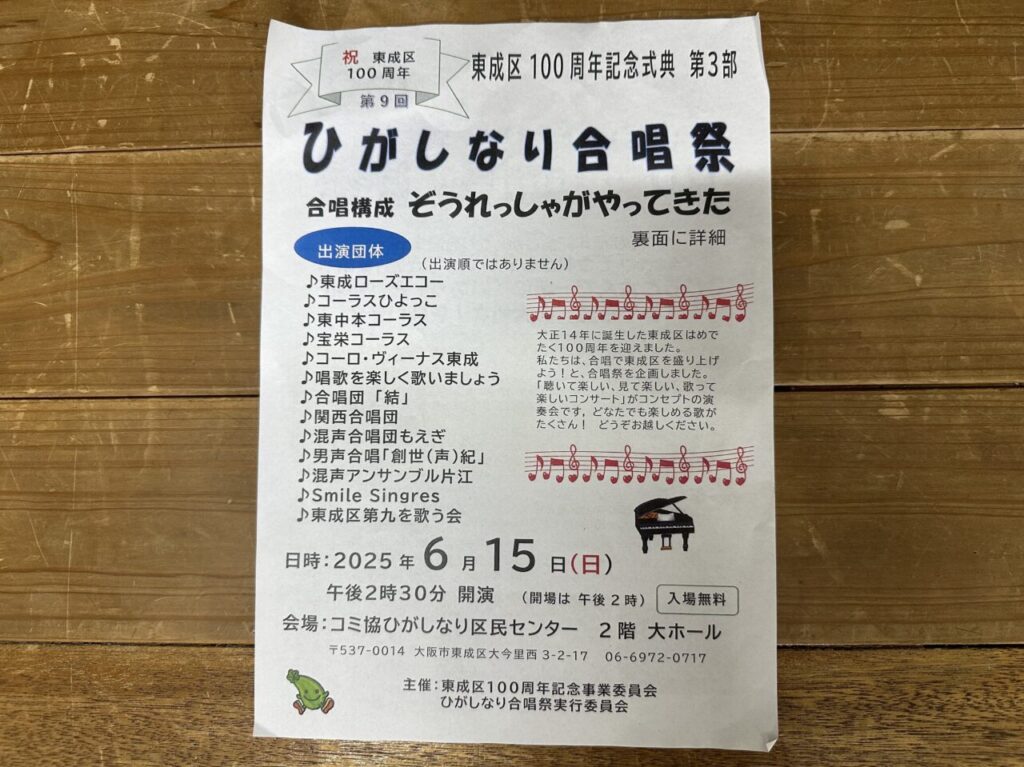 祝 東成区
100周年
東成区100周年記念式典 第3部
第9回
ひがしなり合唱祭
合唱構成 ぞうれっしゃがやってきた
裏面に詳細
出演団体
（出演順ではありません）
♪東成ローズエコー
♪コーラスひよっこ
♪東中本コーラス
♪宝栄コーラス
♪コーロ・ヴィーナス東成
♪唱歌を楽しく歌いましょう
♪合唱団「結」
♪関西合唱団
♪混声合唱団もえぎ
♪男声合唱「創世(声)紀」
♪混声アンサンブル片江
♪Smile Singres
♪東成区第九を歌う会
大正14年に誕生した東成区はめで
たく100周年を迎えました。
私たちは、合唱で東成区を盛り上げ
よう！と、合唱祭を企画しました。
「聴いて楽しい、見て楽しい、歌って
楽しいコンサート」がコンセプトの演
奏会です，どなたでも楽しめる歌が
たくさん！ どうぞお越しください。
日時：2025年6月15日(日)
午後2時30分 開演 （開場は 午後2時） 入場無料
会場：コミ協ひがしなり区民センター 2階 大ホール
〒537-0014 大阪市東成区大今里西3-2-17 06-6972-0717
主催：東成区100周年記念事業委員会
ひがしなり合唱祭実行委員会